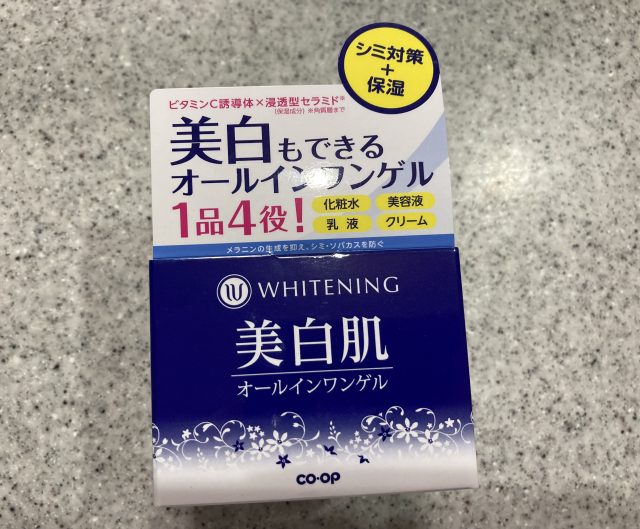 シミ対策
+
保湿
ビタミンC誘導体×浸透型セラミド※
(保湿成分) ※角質層まで
美白もできる
オールインワンゲル
1品4役！
化粧水 美容液
乳液 クリーム
メラニンの生成を抑え、シミ・ソバカスを防ぐ
W WHITENING
美白肌
オールインワンゲル
CO·OP